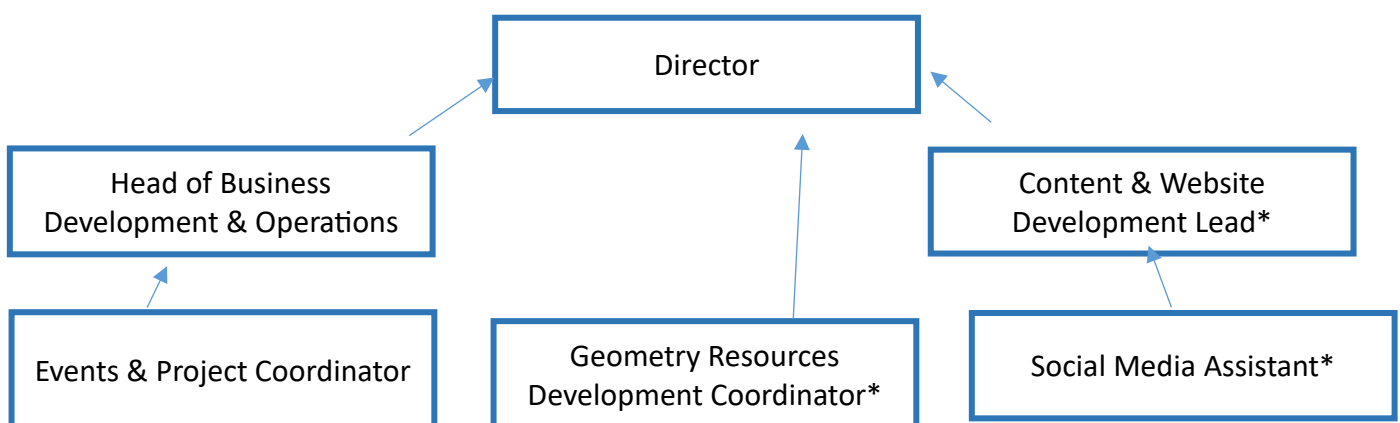 Director
Head of Business
Development & Operations
Content & Website
Development Lead*
Events & Project Coordinator
Geometry Resources
Development Coordinator*
Social Media Assistant*